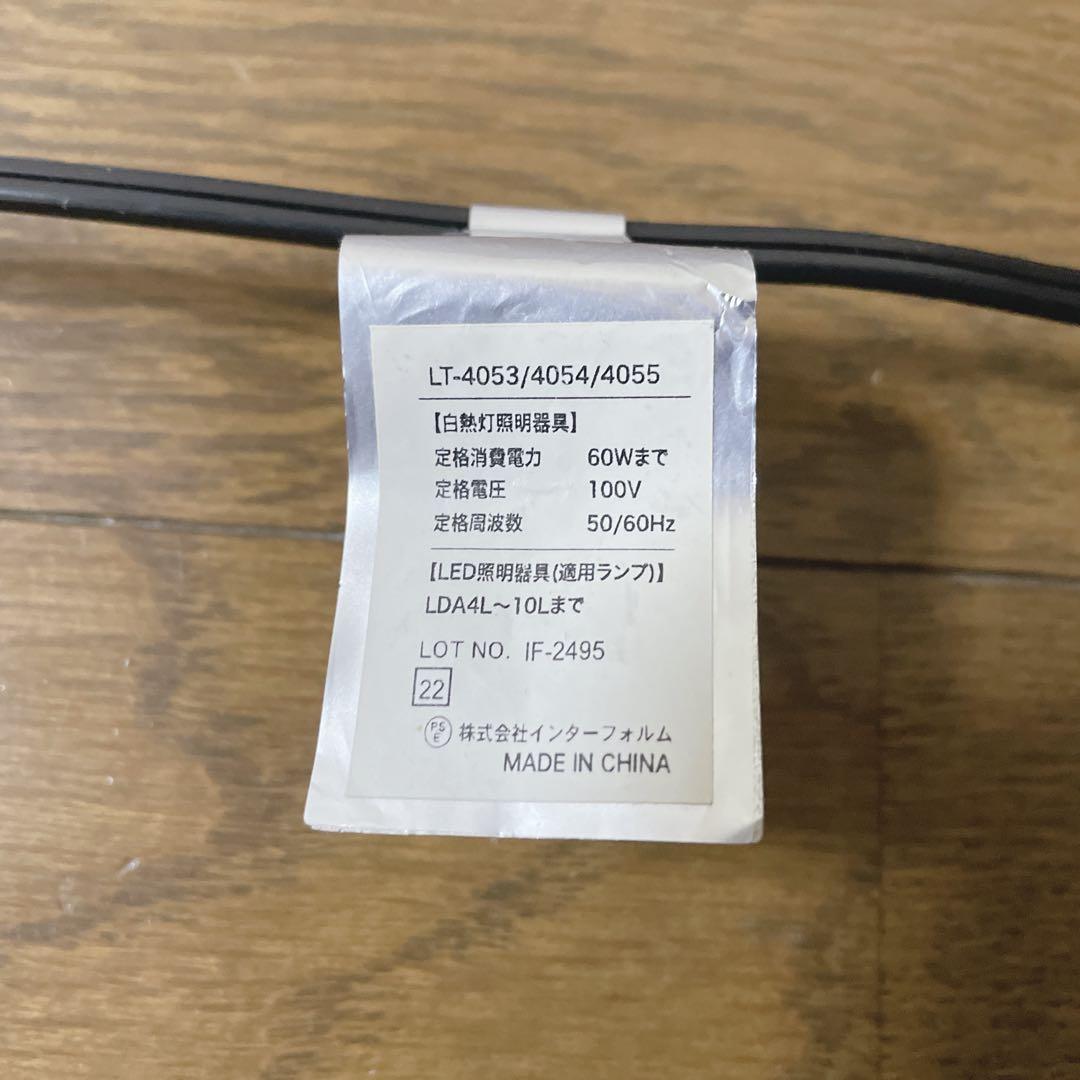 LT-4053/4054/4055
【白熱灯照明器具】
定格消費電力 60Wまで
定格電圧 100V
定格周波数 50/60Hz
【LED照明器具(適用ランプ)】
LDA4L〜10Lまで
LOT NO. IF-2495
22
PSE 株式会社インターフォルム
MADE IN CHINA